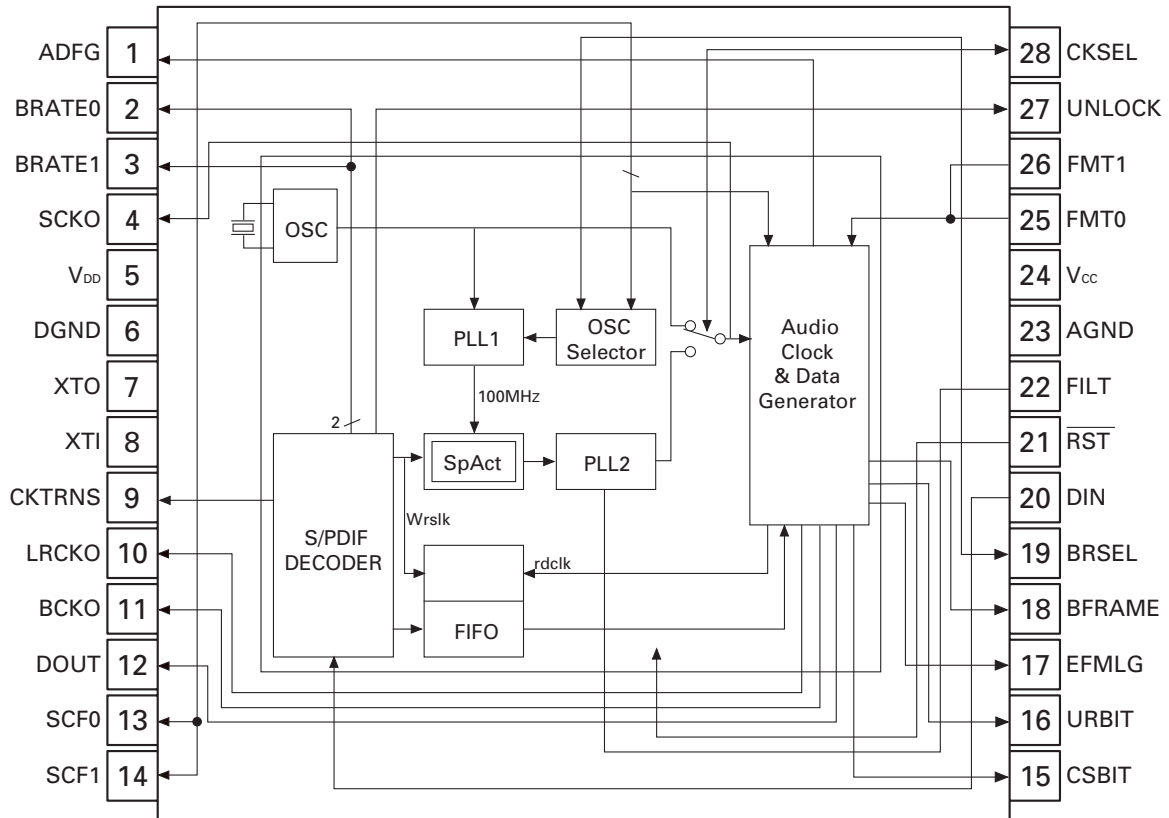 ADFG 1
BRATE0 2
BRATE1 3
SCKO 4
VDD 5
DGND 6
XTO 7
XTI 8
CKTRNS 9
LRCKO 10
BCKO 11
DOUT 12
SCF0 13
SCF1 14
28 CKSEL
27 UNLOCK
26 FMT1
25 FMT0
24 VCC
23 AGND
22 FILT
21 RST
20 DIN
19 BRSEL
18 BFRAME
17 EFMLG
16 URBIT
15 CSBIT
OSC
PLL1
OSC
Selector
Audio
Clock
& Data
Generator
100MHz
2
SpAct
PLL2
S/PDIF
DECODER
Wrslk
rdclk
FIFO